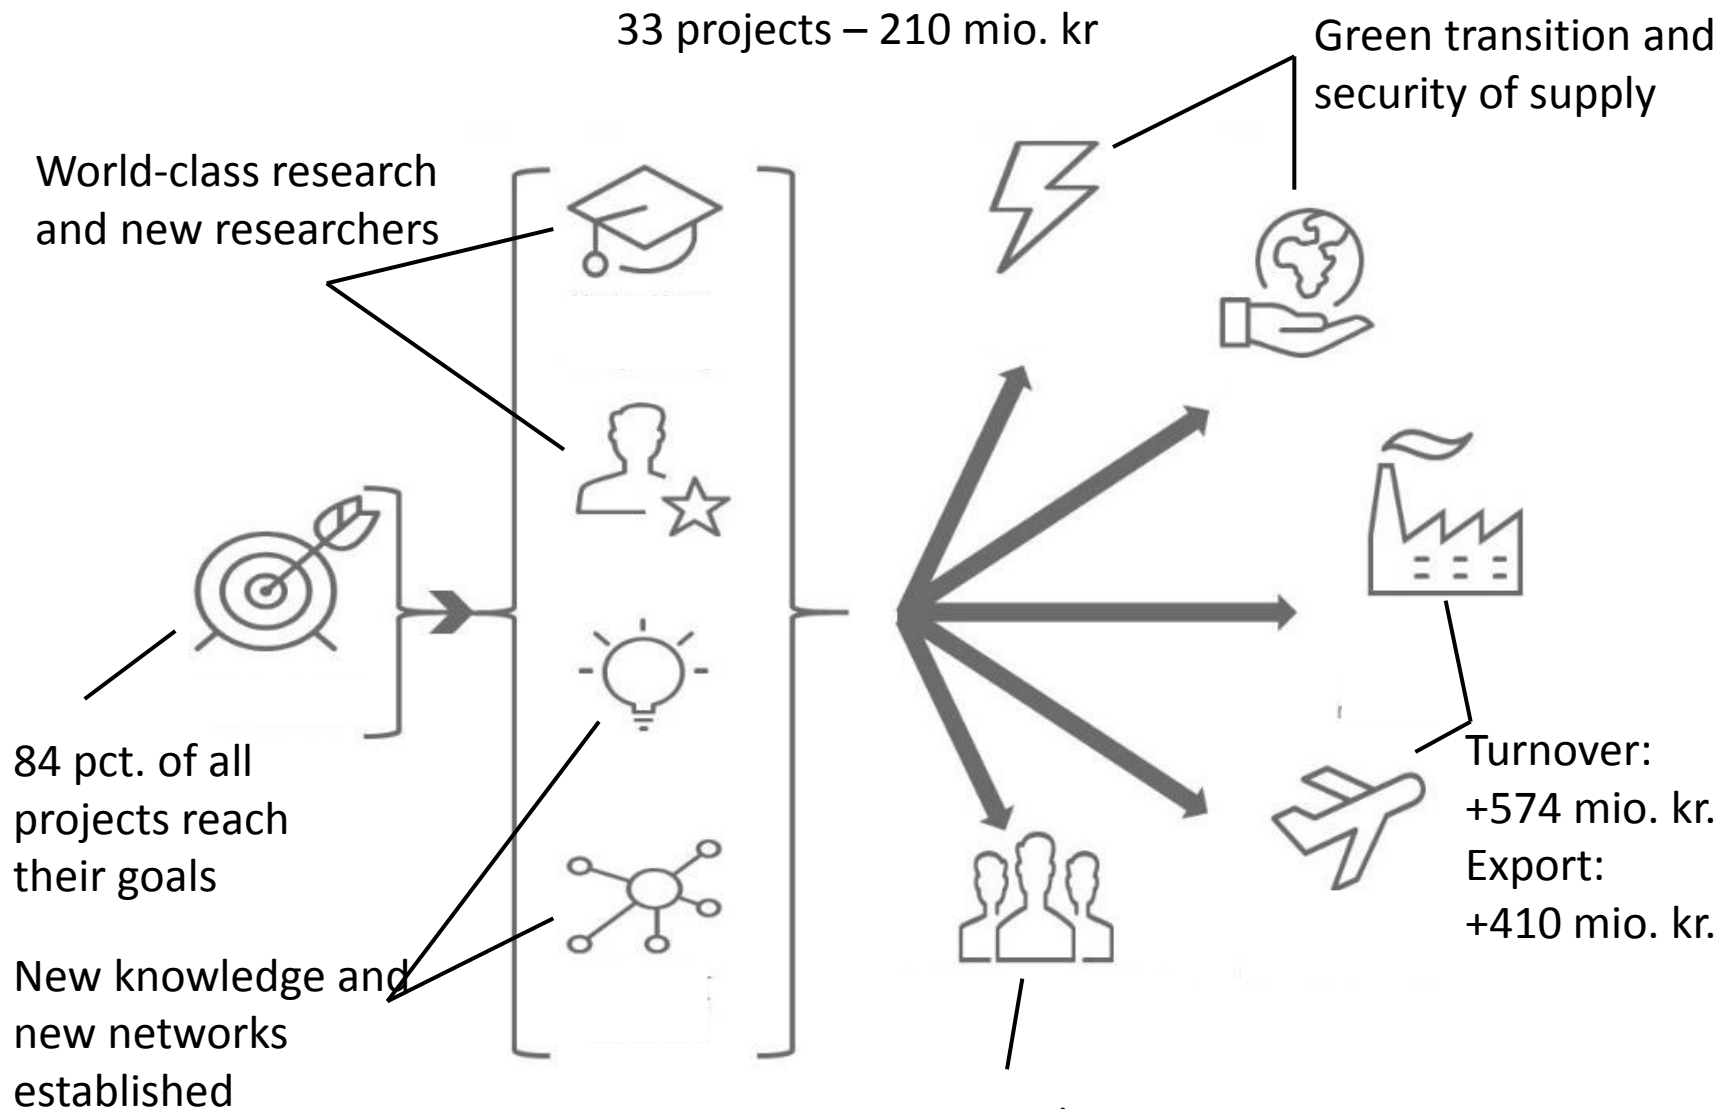 33 projects – 210 mio. kr
Green transition and
security of supply
World-class research
and new researchers
84 pct. of all
projects reach
their goals
Turnover:
+574 mio. kr.
Export:
+410 mio. kr.
New knowledge and
new networks
established